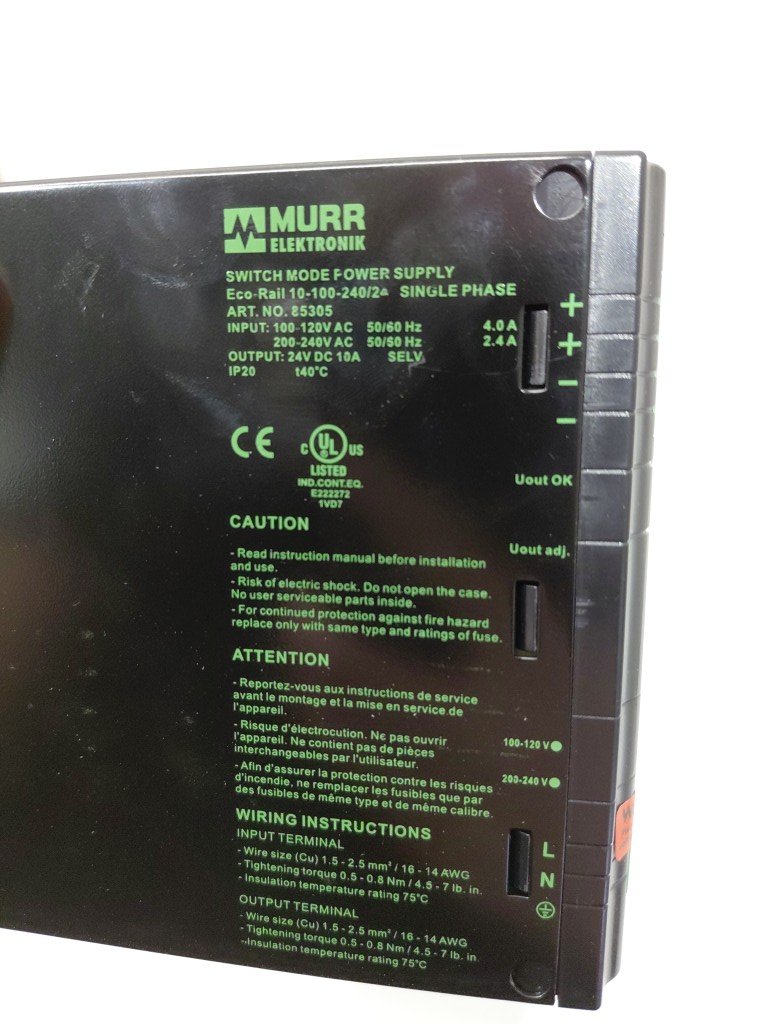 MURR
ELEKTRONIK
SWITCH MODE POWER SUPPLY
Eco-Rail 10-100-240/24 SINGLE PHASE
ART. NO. 85305
INPUT: 100-120V AC 50/60 Hz 4.0 A
200-240V AC 50/60 Hz 2.4 A
OUTPUT: 24V DC 10A SELV
IP20 t40°C
+
+
−
−
CE
C UL US
LISTED
IND.CONT.EQ.
E222272
1VD7
Uout OK
CAUTION
Uout adj.
- Read instruction manual before installation
and use.
- Risk of electric shock. Do not open the case.
No user serviceable parts inside.
- For continued protection against fire hazard
replace only with same type and ratings of fuse.
ATTENTION
- Reportez-vous aux instructions de service
avant le montage et la mise en service de
l'appareil.
- Risque d'électrocution. Ne pas ouvrir
l'appareil. Ne contient pas de pièces
interchangeables par l'utilisateur.
100-120 V
- Afin d'assurer la protection contre les risques
d'incendie, ne remplacer les fusibles que par
des fusibles de même type et de même calibre.
200-240 V
WIRING INSTRUCTIONS
INPUT TERMINAL
- Wire size (Cu) 1.5 - 2.5 mm² / 16 - 14 AWG
- Tightening torque 0.5 - 0.8 Nm / 4.5 - 7 lb. in.
- Insulation temperature rating 75°C
L
N
OUTPUT TERMINAL
- Wire size (Cu) 1.5 - 2.5 mm² / 16 - 14 AWG
- Tightening torque 0.5 - 0.8 Nm / 4.5 - 7 lb. in.
- Insulation temperature rating 75°C